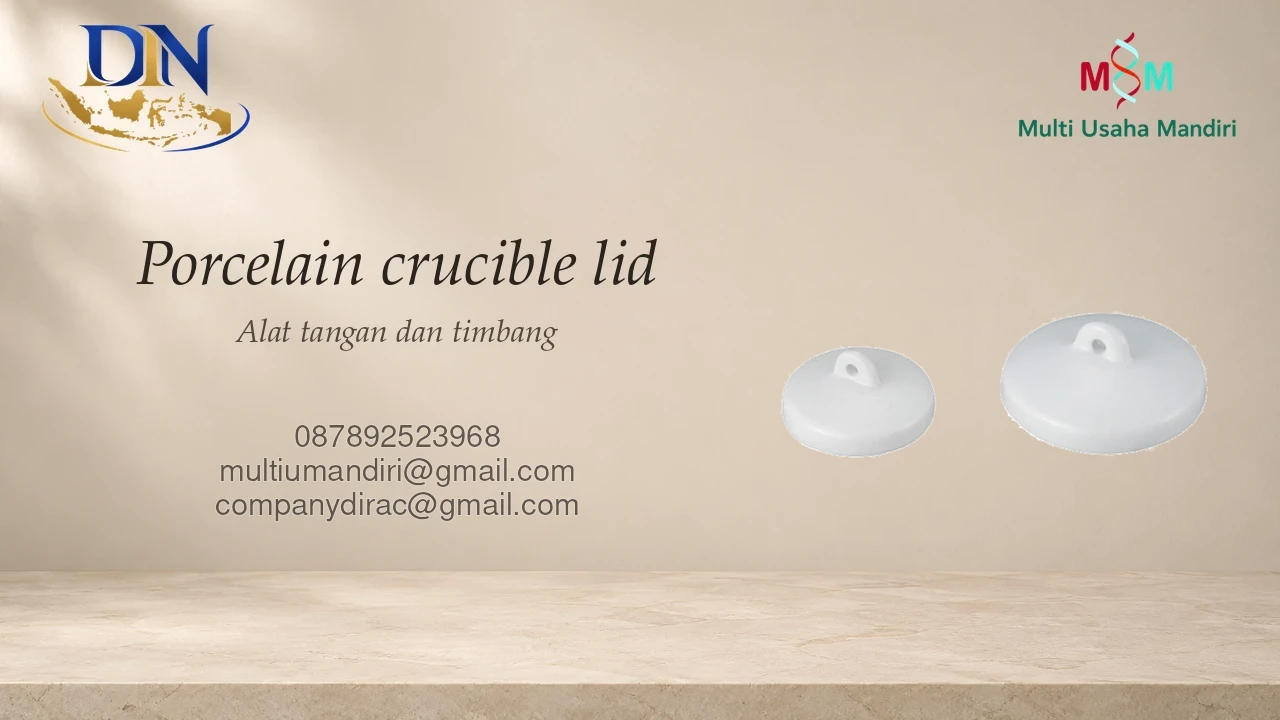 DN
MSM
Multi Usaha Mandiri
Porcelain crucible lid
Alat tangan dan timbang
087892523968
multiumandiri@gmail.com
companydirac@gmail.com